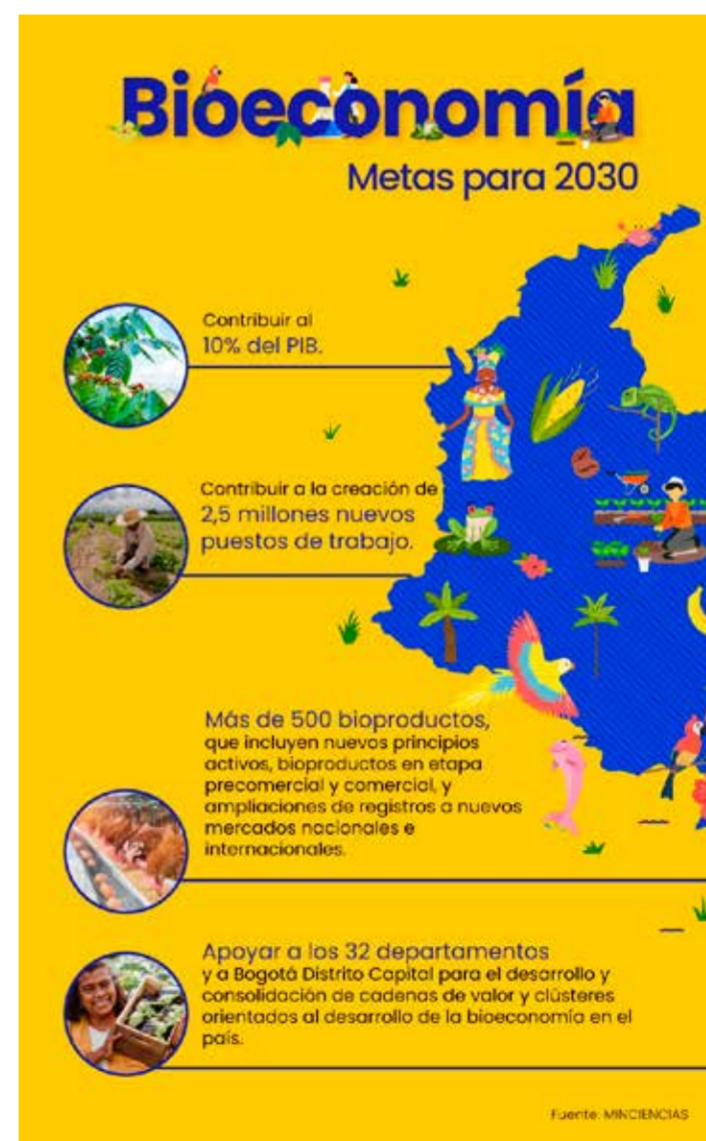 Bioeconomía
Metas para 2030
Contribuir al
10% del PIB.
Contribuir a la creación de
2,5 millones nuevos
puestos de trabajo.
Más de 500 bioproductos,
que incluyen nuevos principios
activos, bioproductos en etapa
precomercial y comercial, y
ampliaciones de registros a nuevos
mercados nacionales e
internacionales.
Apoyar a los 32 departamentos
y a Bogotá Distrito Capital para el desarrollo y
consolidación de cadenas de valor y clústeres
orientados al desarrollo de la bioeconomía en el
país.
Fuente: MINCIENCIAS